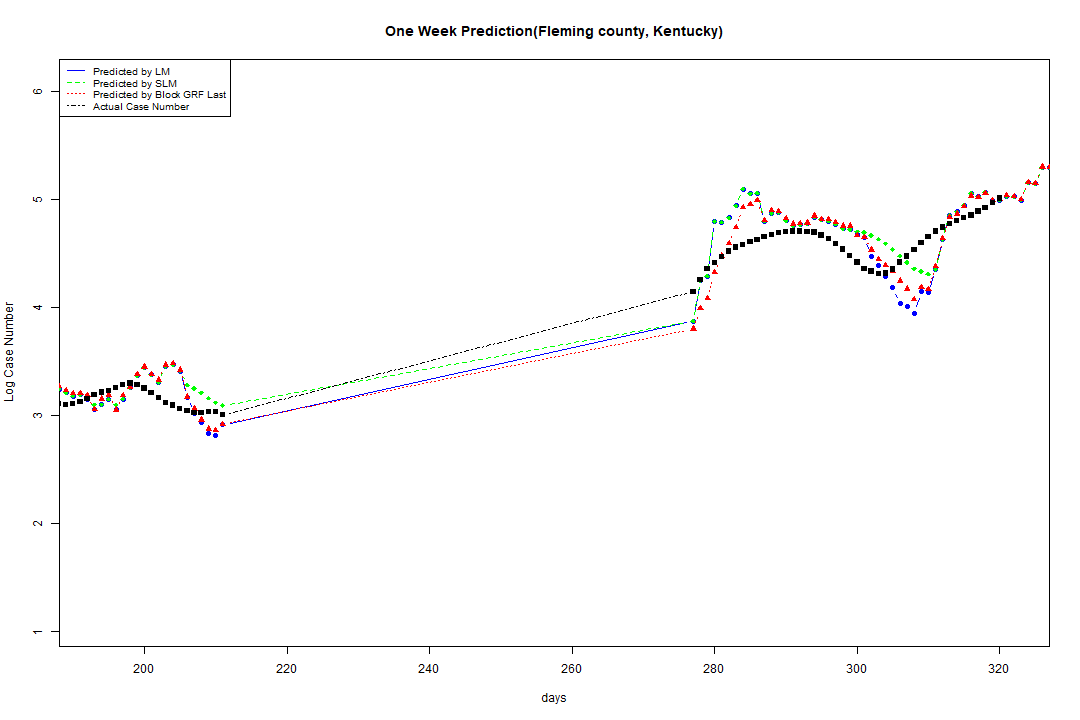 One Week Prediction(Fleming county, Kentucky)
Predicted by LM
Predicted by SLM
Predicted by Block GRF Last
Actual Case Number
6
5
4
3
2
1
Log Case Number
200 220 240 260 280 300 320
days